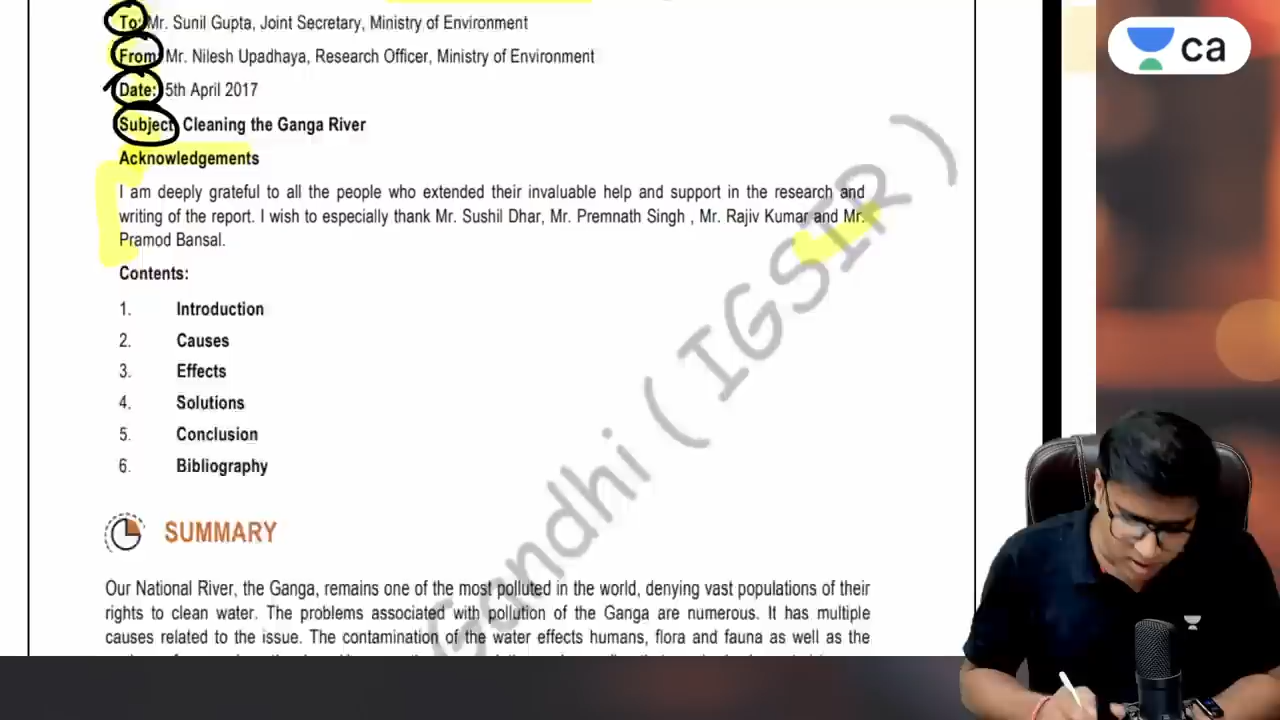 To: Mr. Sunil Gupta, Joint Secretary, Ministry of Environment
From: Mr. Nilesh Upadhaya, Research Officer, Ministry of Environment
Date: 5th April 2017
Subject: Cleaning the Ganga River
Acknowledgements
I am deeply grateful to all the people who extended their invaluable help and support in the research and
writing of the report. I wish to especially thank Mr. Sushil Dhar, Mr. Premnath Singh , Mr. Rajiv Kumar and Mr.
Pramod Bansal.
Contents:
1. Introduction
2. Causes
3. Effects
4. Solutions
5. Conclusion
6. Bibliography
SUMMARY
Our National River, the Ganga, remains one of the most polluted in the world, denying vast populations of their
rights to clean water. The problems associated with pollution of the Ganga are numerous. It has multiple
causes related to the issue. The contamination of the water effects humans, flora and fauna as well as the
Gandhi ( IGSIR )
ca